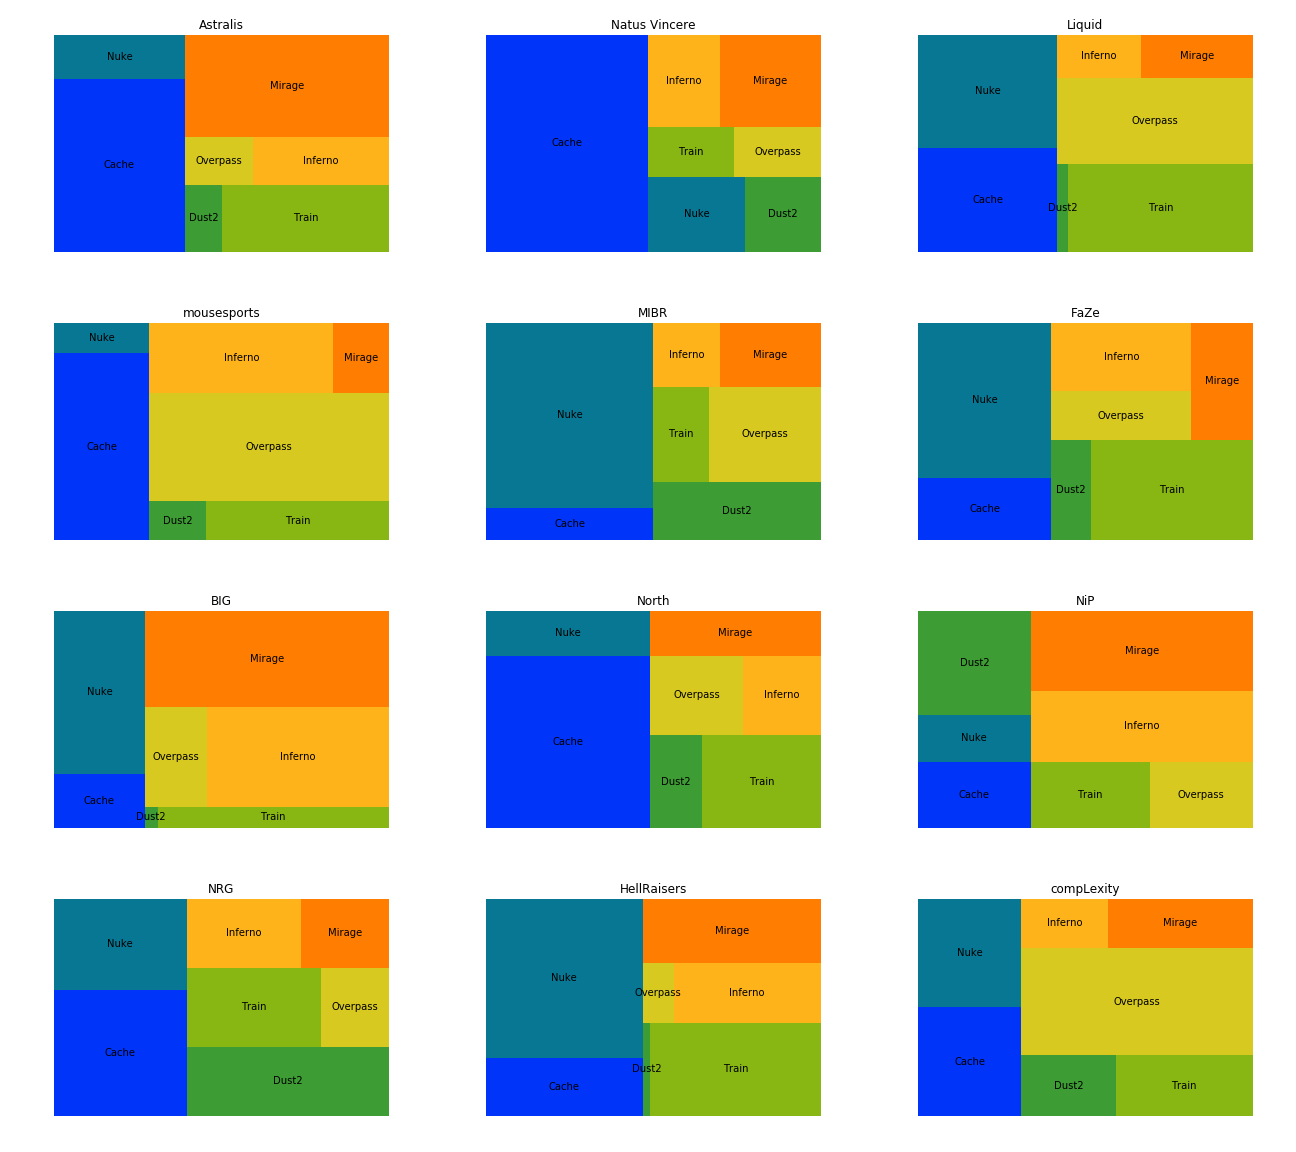 Astralis
Nuke
Mirage
Cache
Overpass
Inferno
Dust2
Train
Natus Vincere
Cache
Inferno
Mirage
Train
Overpass
Nuke
Dust2
Liquid
Nuke
Inferno
Mirage
Overpass
Cache
Dust2
Train
mousesports
Nuke
Inferno
Mirage
Cache
Overpass
Dust2
Train
MIBR
Nuke
Inferno
Mirage
Train
Overpass
Cache
Dust2
FaZe
Nuke
Inferno
Mirage
Overpass
Cache
Dust2
Train
BIG
Nuke
Mirage
Overpass
Inferno
Cache
Dust2
Train
North
Nuke
Mirage
Cache
Overpass
Inferno
Dust2
Train
NiP
Dust2
Mirage
Nuke
Inferno
Cache
Train
Overpass
NRG
Nuke
Inferno
Mirage
Cache
Train
Overpass
Dust2
HellRaisers
Nuke
Mirage
Overpass
Inferno
Cache
Dust2
Train
compLexity
Nuke
Inferno
Mirage
Overpass
Cache
Dust2
Train